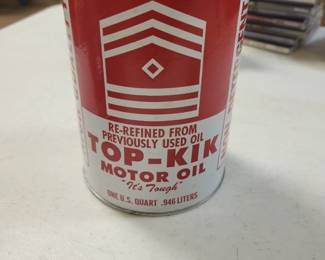 RE-REFINED FROM
PREVIOUSLY USED OIL
TOP-KIK
MOTOR OIL
"It's Tough"
ONE U.S. QUART .946 LITERS